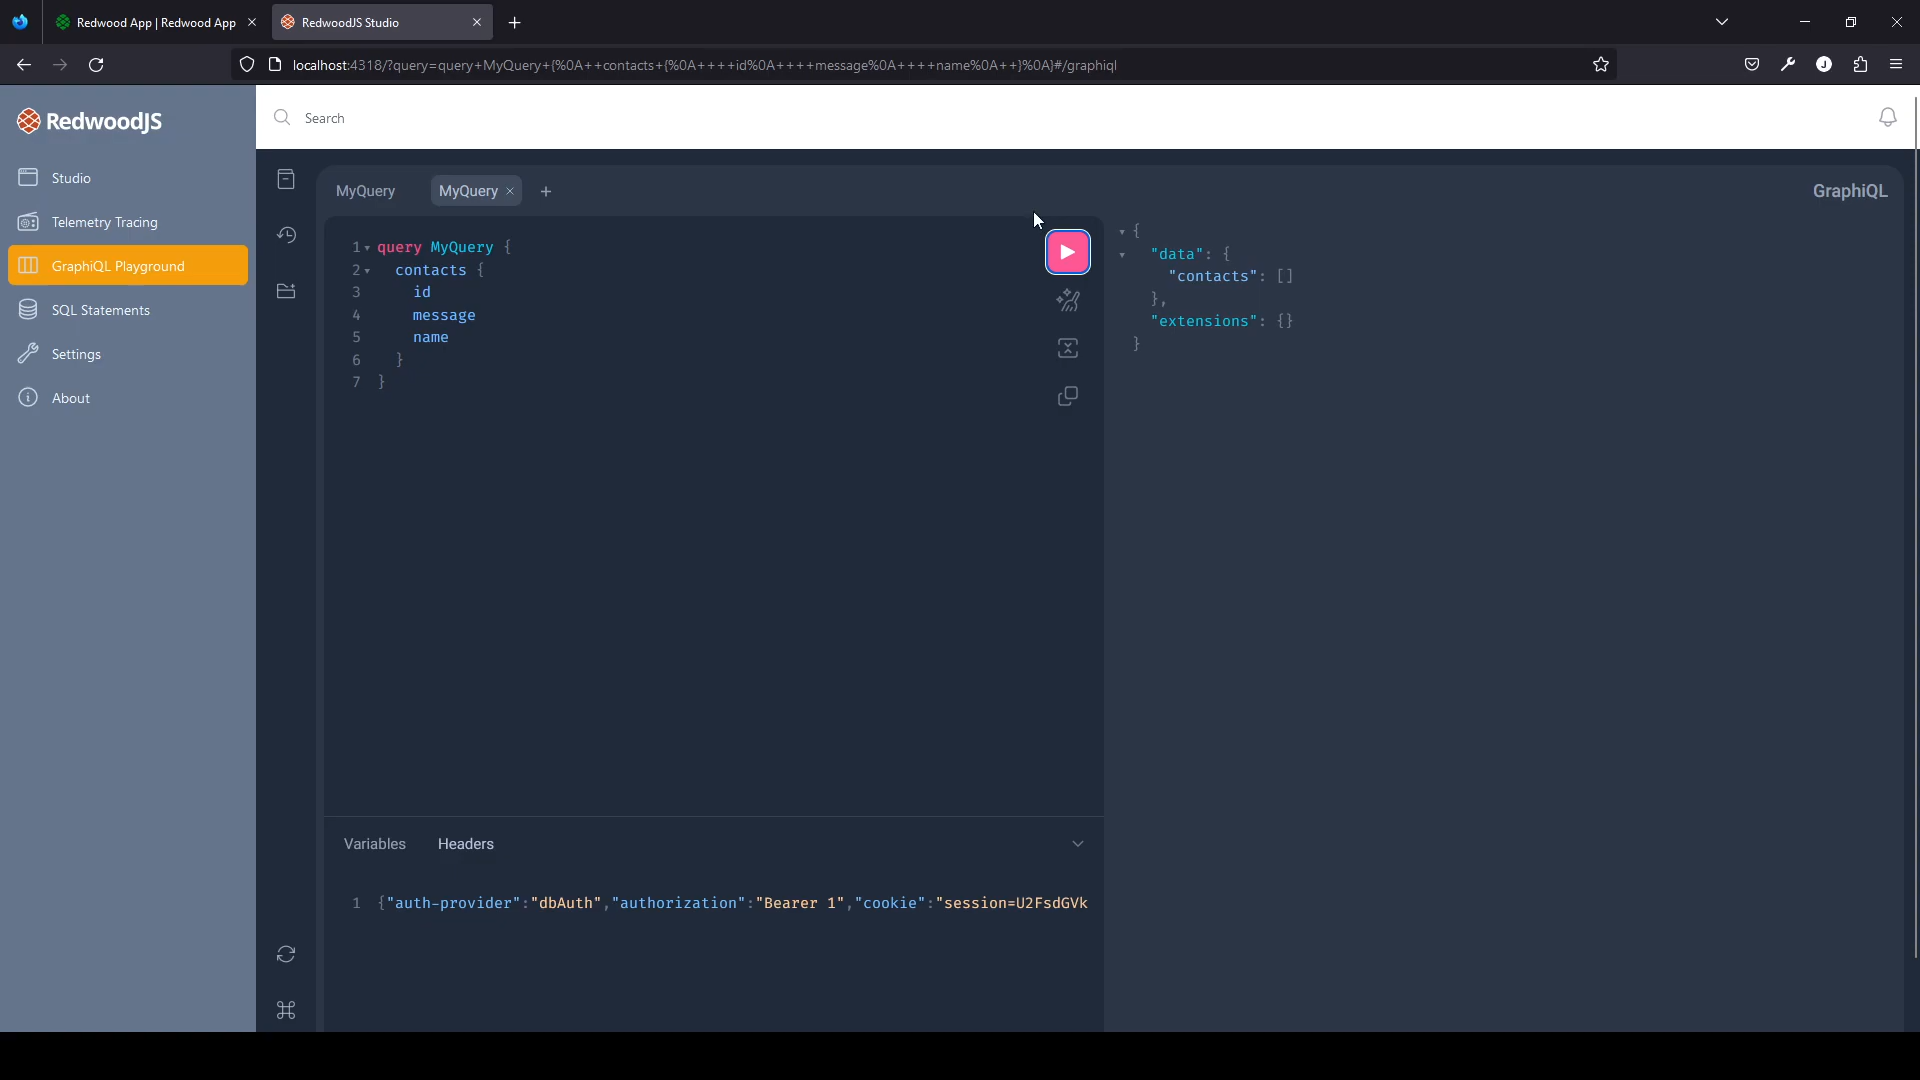 Redwood App | Redwood App
RedwoodJS Studio
localhost:4318/?query=query+MyQuery+{%0A++contacts+{%0A++++id%0A++++message%0A++++name%0A++}%0A}#/graphiql
J
RedwoodJS
Search
Studio
Telemetry Tracing
GraphiQL Playground
SQL Statements
Settings
About
MyQuery
MyQuery
GraphiQL
1 query MyQuery {
2 contacts {
3 id
4 message
5 name
6 }
7 }
{
"data": {
"contacts": []
},
"extensions": {}
}
Variables Headers
1 {"auth-provider":"dbAuth","authorization":"Bearer 1","cookie":"session=U2FsdGVk